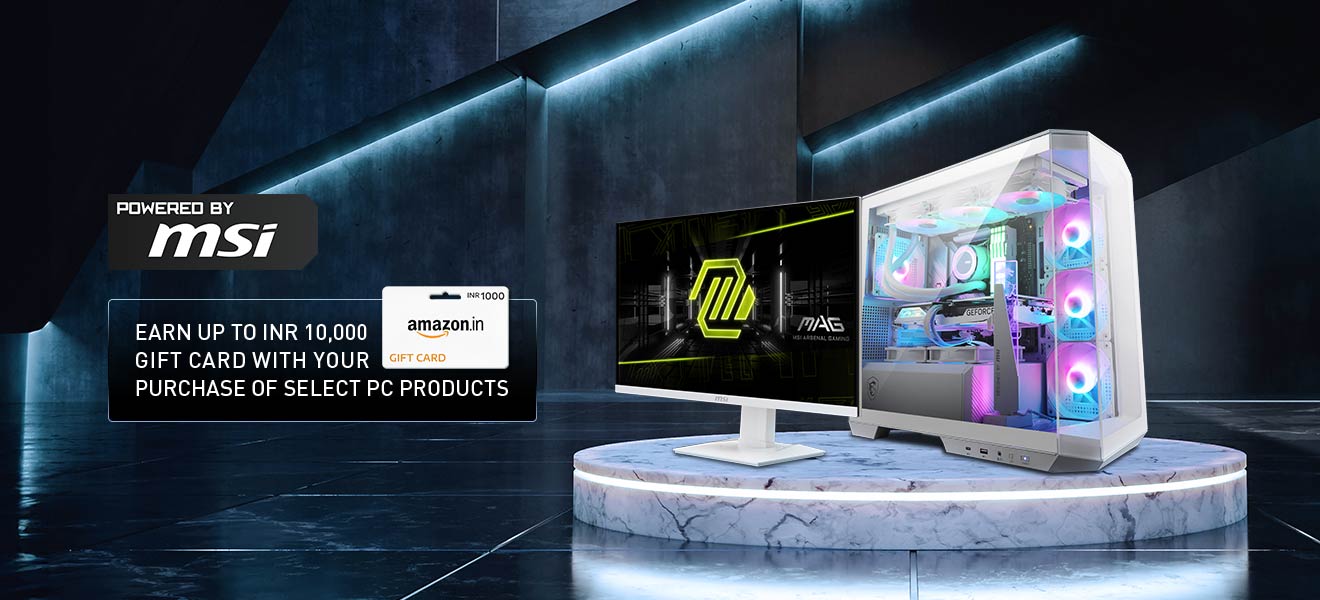 POWERED BY
msi
EARN UP TO INR 10,000
GIFT CARD WITH YOUR
PURCHASE OF SELECT PC PRODUCTS
INR 1000
amazon.in
GIFT CARD
MAG
MSI ARSENAL GAMING
msi
GEFORCE